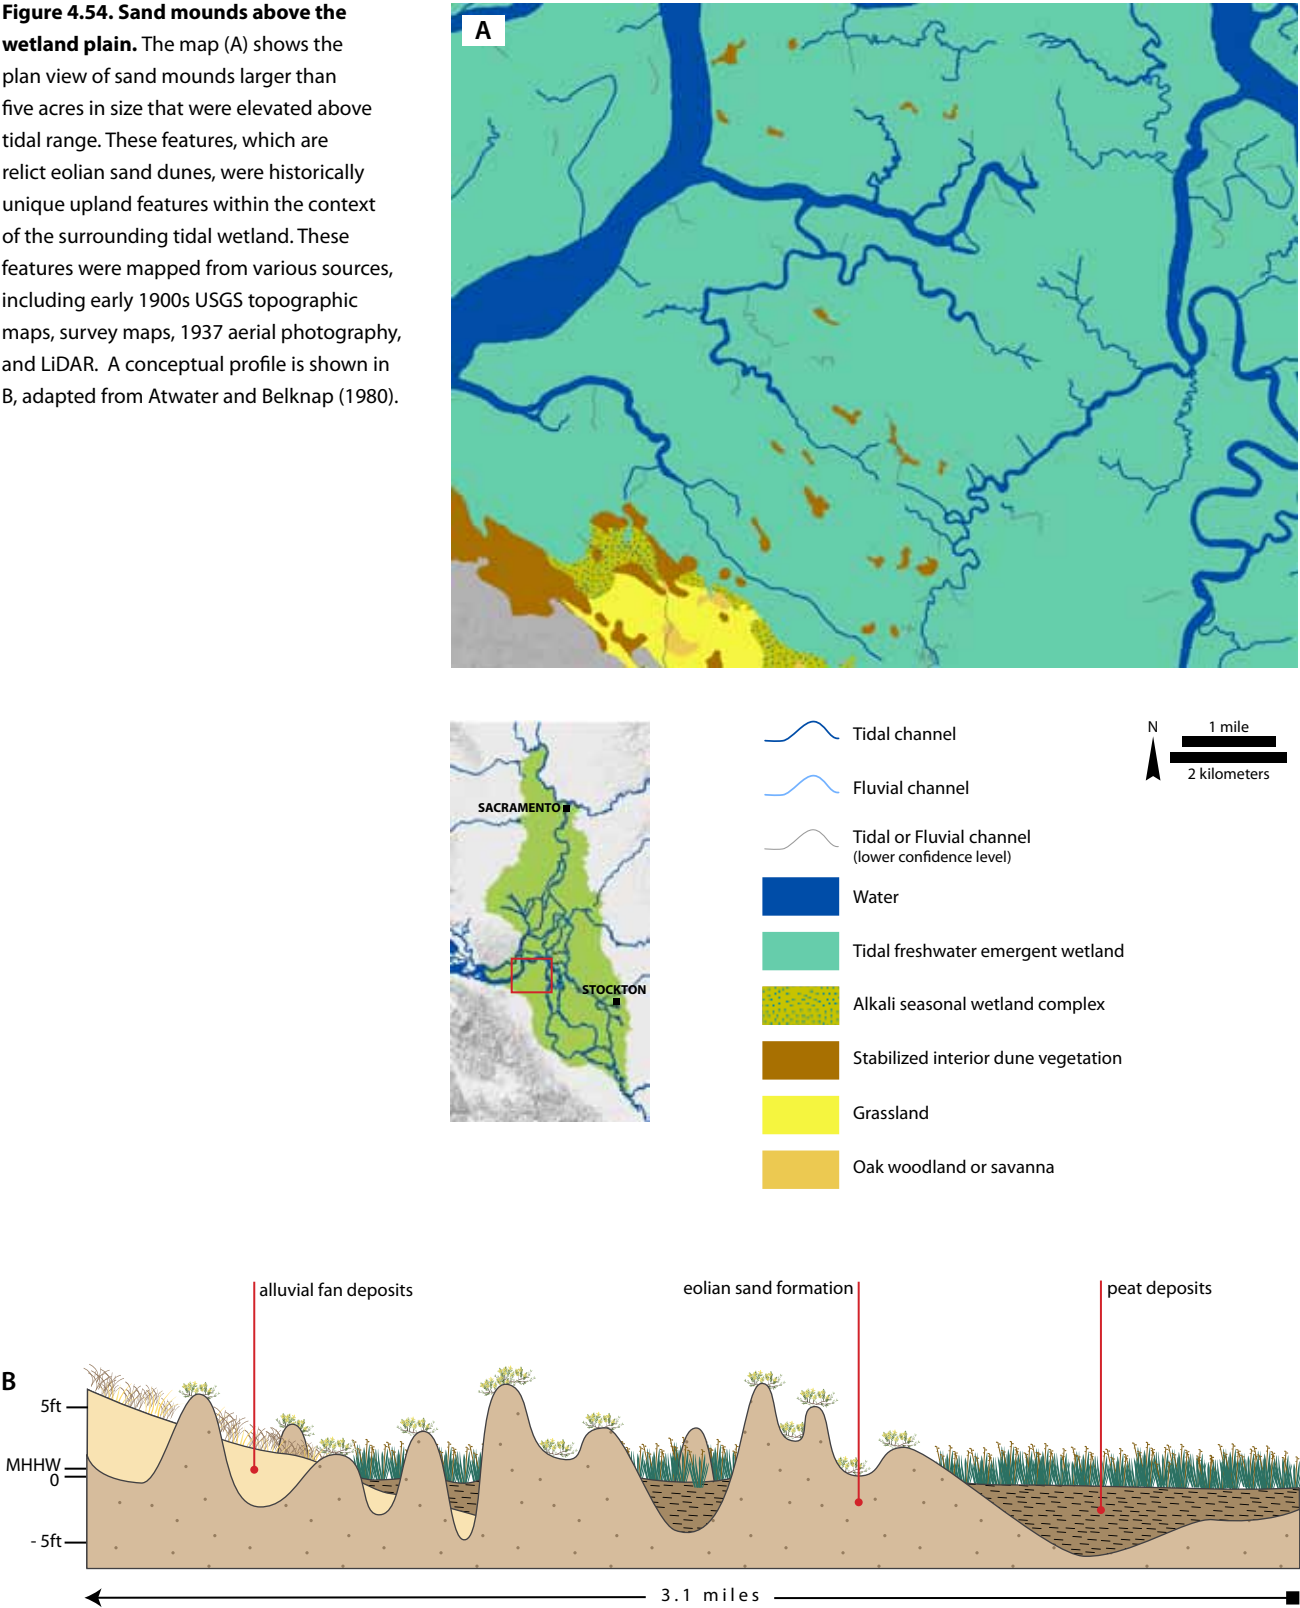 Figure 4.54. Sand mounds above the
wetland plain. The map (A) shows the
plan view of sand mounds larger than
five acres in size that were elevated above
tidal range. These features, which are
relict eolian sand dunes, were historically
unique upland features within the context
of the surrounding tidal wetland. These
features were mapped from various sources,
including early 1900s USGS topographic
maps, survey maps, 1937 aerial photography,
and LiDAR. A conceptual profile is shown in
B, adapted from Atwater and Belknap (1980).
A
SACRAMENTO
STOCKTON
Tidal channel
Fluvial channel
Tidal or Fluvial channel
(lower confidence level)
Water
Tidal freshwater emergent wetland
Alkali seasonal wetland complex
Stabilized interior dune vegetation
Grassland
Oak woodland or savanna
N
1 mile
2 kilometers
alluvial fan deposits
eolian sand formation
peat deposits
B
5ft
MHHW
0
- 5ft
3.1 miles